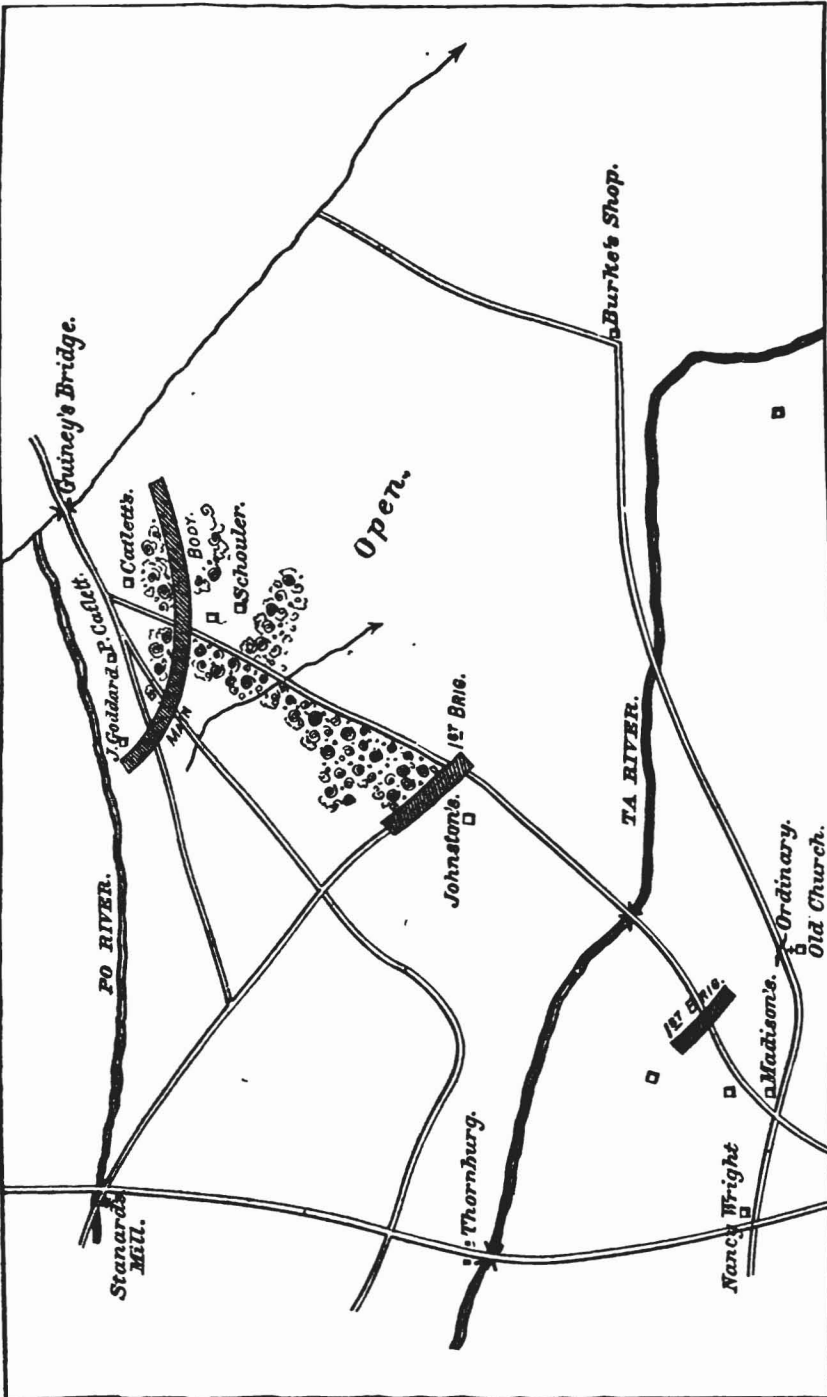 Stanards
Mill.
PO RIVER.
J. Goddard
P. Catlett.
Guiney's Bridge.
Catlett's.
MAIN
BODY.
Schouler.
Open.
1ST BRIG.
Johnston's.
Thornburg.
TA RIVER.
Burke's Shop.
1ST BRIG.
Nancy Wright
Madison's.
Ordinary.
Old Church.